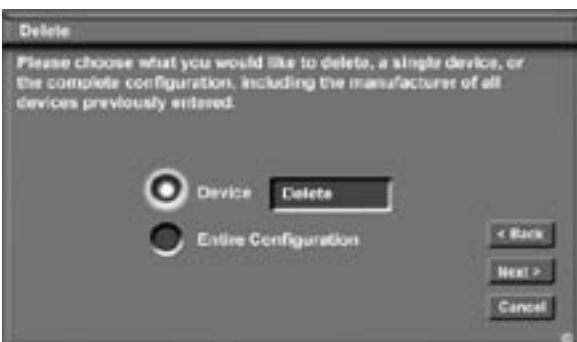 Delete
Please choose what you would like to delete, a single device, or
the complete configuration, including the manufacturer of all
devices previously entered.
Device Delete
Entire Configuration
< Back
Next >
Cancel